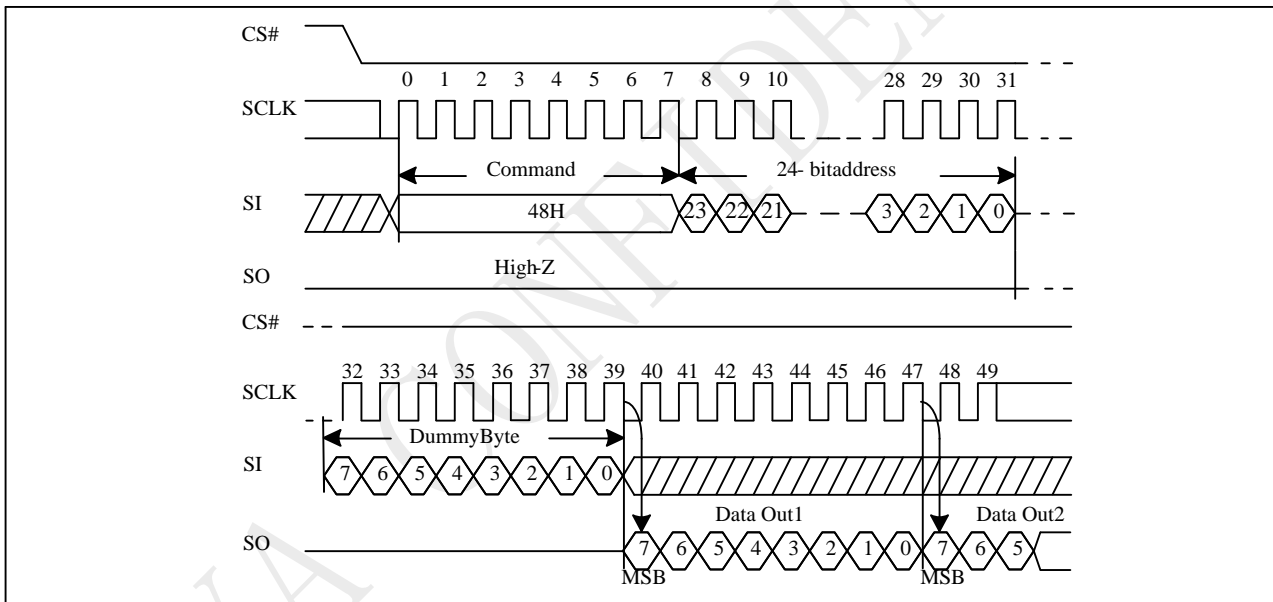 CS#
0 1 2 3 4 5 6 7 8 9 10 28 29 30 31
SCLK
Command 24- bitaddress
SI 48H 23 22 21 3 2 1 0
High-Z
SO
CS#
32 33 34 35 36 37 38 39 40 41 42 43 44 45 46 47 48 49
SCLK
DummyByte
SI 7 6 5 4 3 2 1 0
Data Out1 Data Out2
SO 7 6 5 4 3 2 1 0 7 6 5
MSB MSB